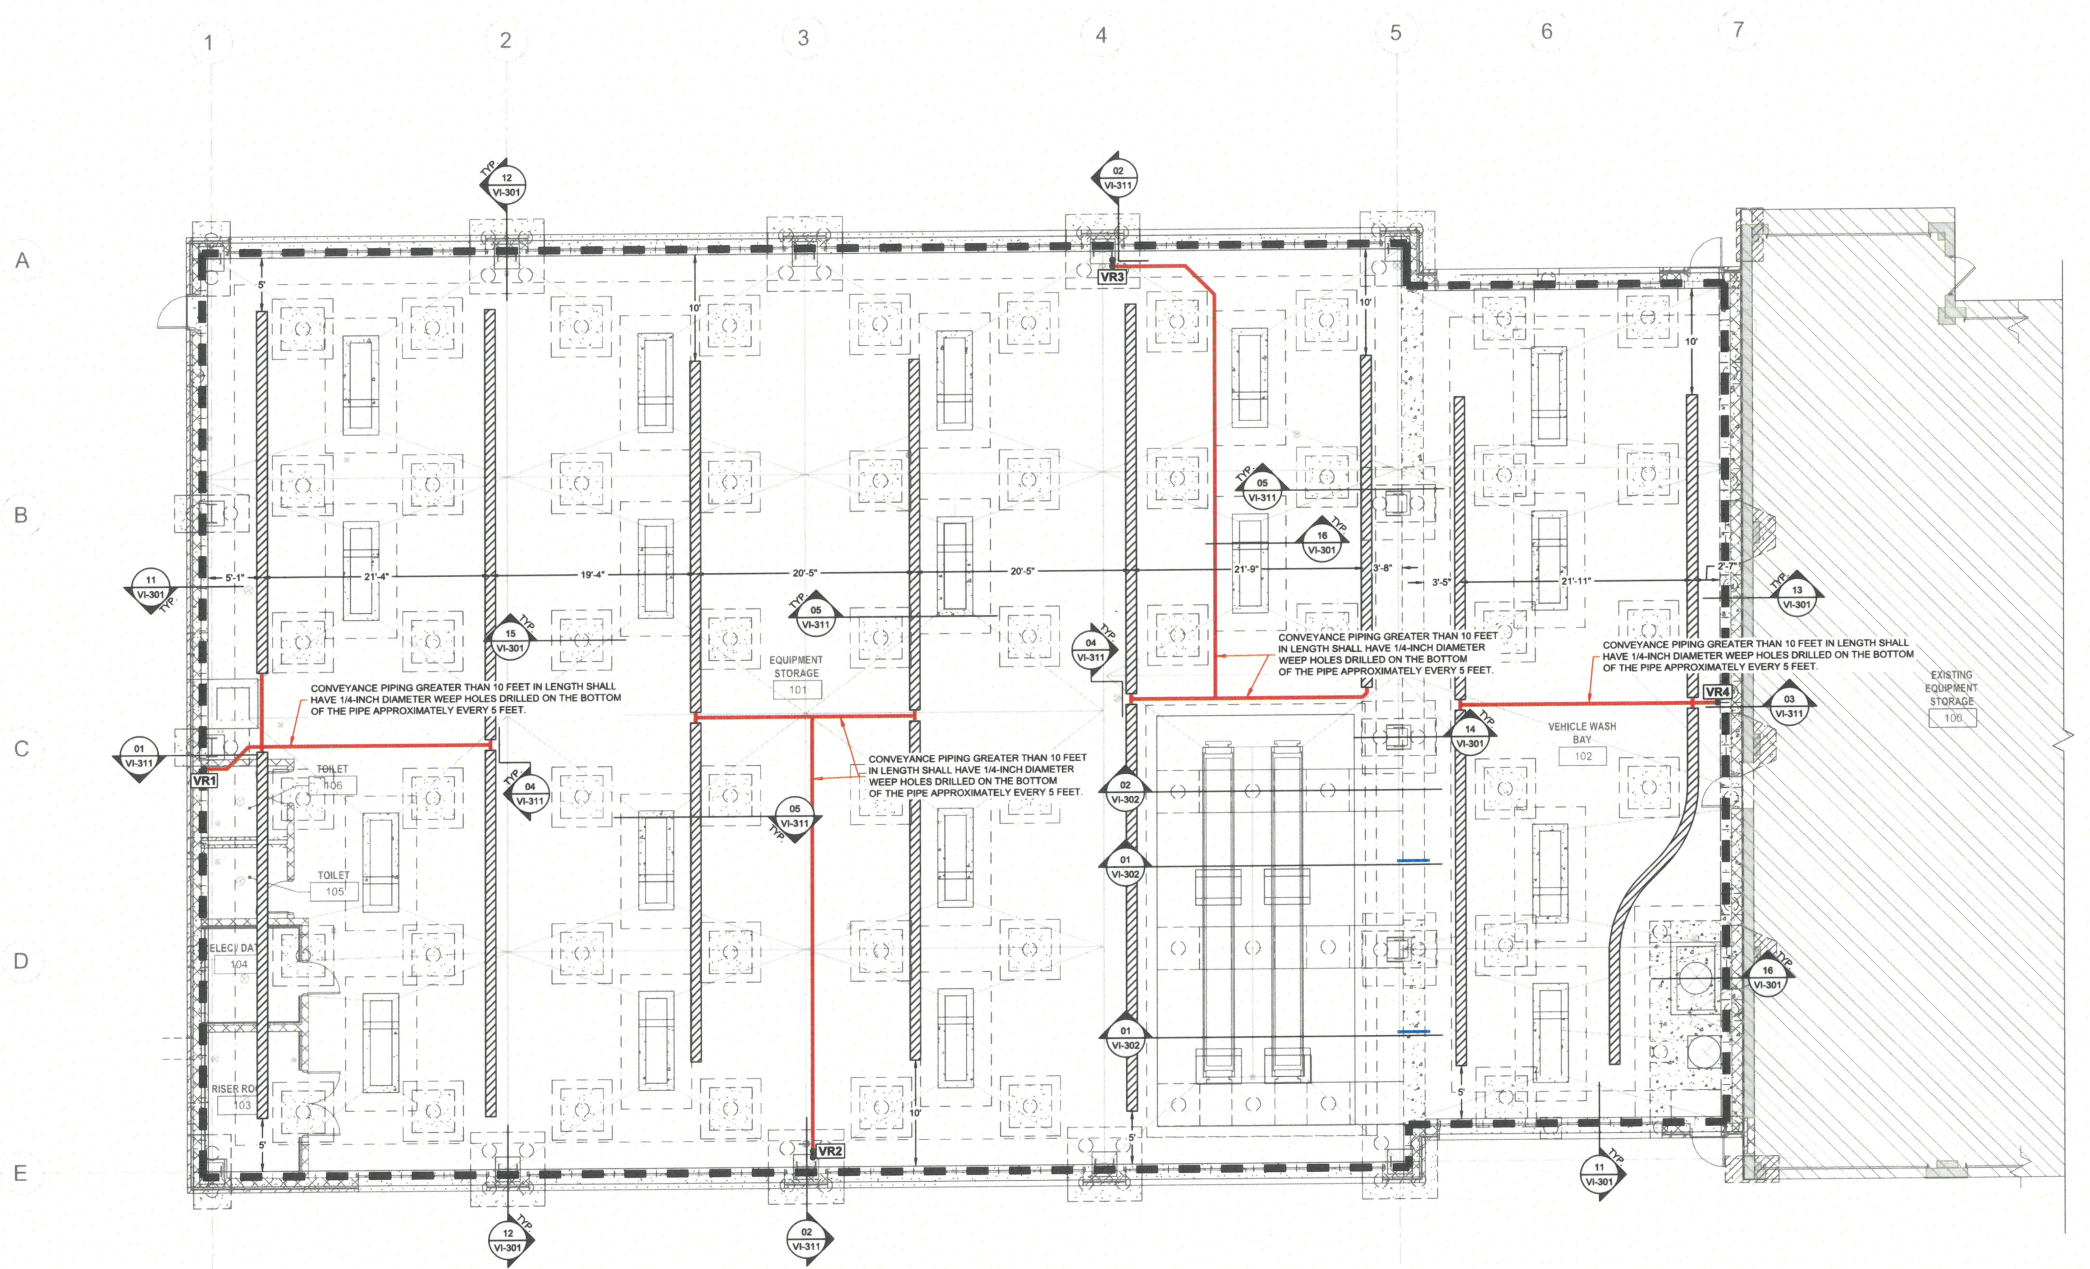 1 2 3 4 5 6 7
A
B
C
D
E
TYP.
12
VI-301
02
VI-311
VR3
5'
10'
10'
10'
TYP.
05
VI-311
16
VI-301
TYP.
11
VI-301
TYP.
5'-1"
21'-4"
19'-4"
20'-5"
20'-5"
21'-9"
3'-8"
3'-5"
21'-11"
2'-7"
13
VI-301
TYP.
15
VI-301
TYP.
05
VI-311
TYP.
04
VI-311
TYP.
EQUIPMENT
STORAGE
101
CONVEYANCE PIPING GREATER THAN 10 FEET IN LENGTH SHALL
HAVE 1/4-INCH DIAMETER WEEP HOLES DRILLED ON THE BOTTOM
OF THE PIPE APPROXIMATELY EVERY 5 FEET.
CONVEYANCE PIPING GREATER THAN 10 FEET
IN LENGTH SHALL HAVE 1/4-INCH DIAMETER
WEEP HOLES DRILLED ON THE BOTTOM
OF THE PIPE APPROXIMATELY EVERY 5 FEET.
CONVEYANCE PIPING GREATER THAN 10 FEET IN LENGTH SHALL
HAVE 1/4-INCH DIAMETER WEEP HOLES DRILLED ON THE BOTTOM
OF THE PIPE APPROXIMATELY EVERY 5 FEET.
VR4
03
VI-311
EXISTING
EQUIPMENT
STORAGE
100
01
VI-311
VR1
TOILET
106
04
VI-311
TYP.
CONVEYANCE PIPING GREATER THAN 10 FEET
IN LENGTH SHALL HAVE 1/4-INCH DIAMETER
WEEP HOLES DRILLED ON THE BOTTOM
OF THE PIPE APPROXIMATELY EVERY 5 FEET.
14
VI-301
TYP.
VEHICLE WASH
BAY
102
02
VI-302
05
VI-311
TYP.
01
VI-302
TOILET
105
ELEC/ DAT
104
16
VI-301
TYP.
01
VI-302
RISER RO
103
5'
10'
5'
5'
VR2
11
VI-301
TYP.
12
VI-301
TYP.
02
VI-311